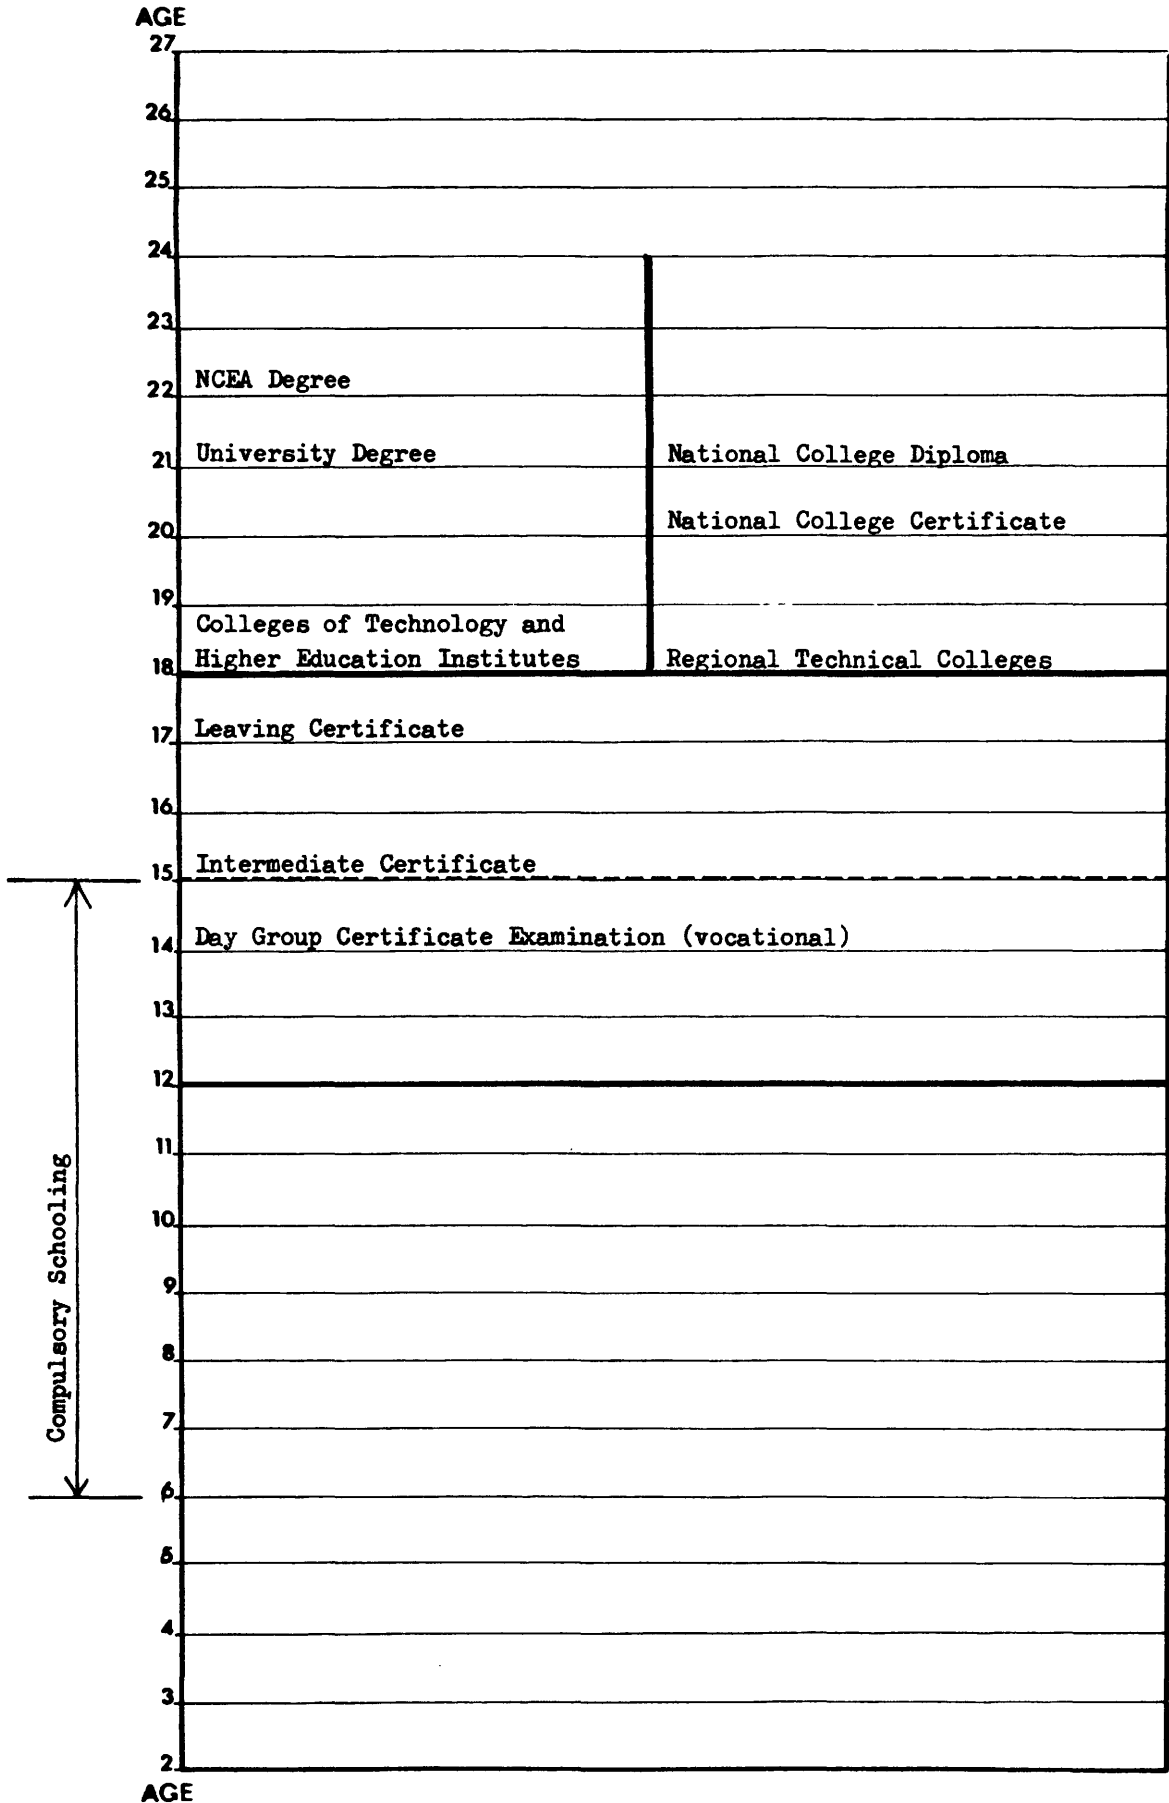 AGE
27
26
25
24
23
22 NCEA Degree
21 University Degree National College Diploma
20 National College Certificate
19
Colleges of Technology and
18 Higher Education Institutes Regional Technical Colleges
17 Leaving Certificate
16
15 Intermediate Certificate
14 Day Group Certificate Examination (vocational)
13
12
11
10
9
8
7
6
5
4
3
2
AGE
Compulsory Schooling